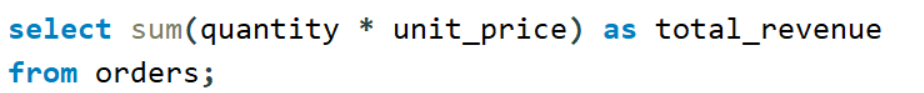 select sum(quantity * unit_price) as total_revenue
from orders;